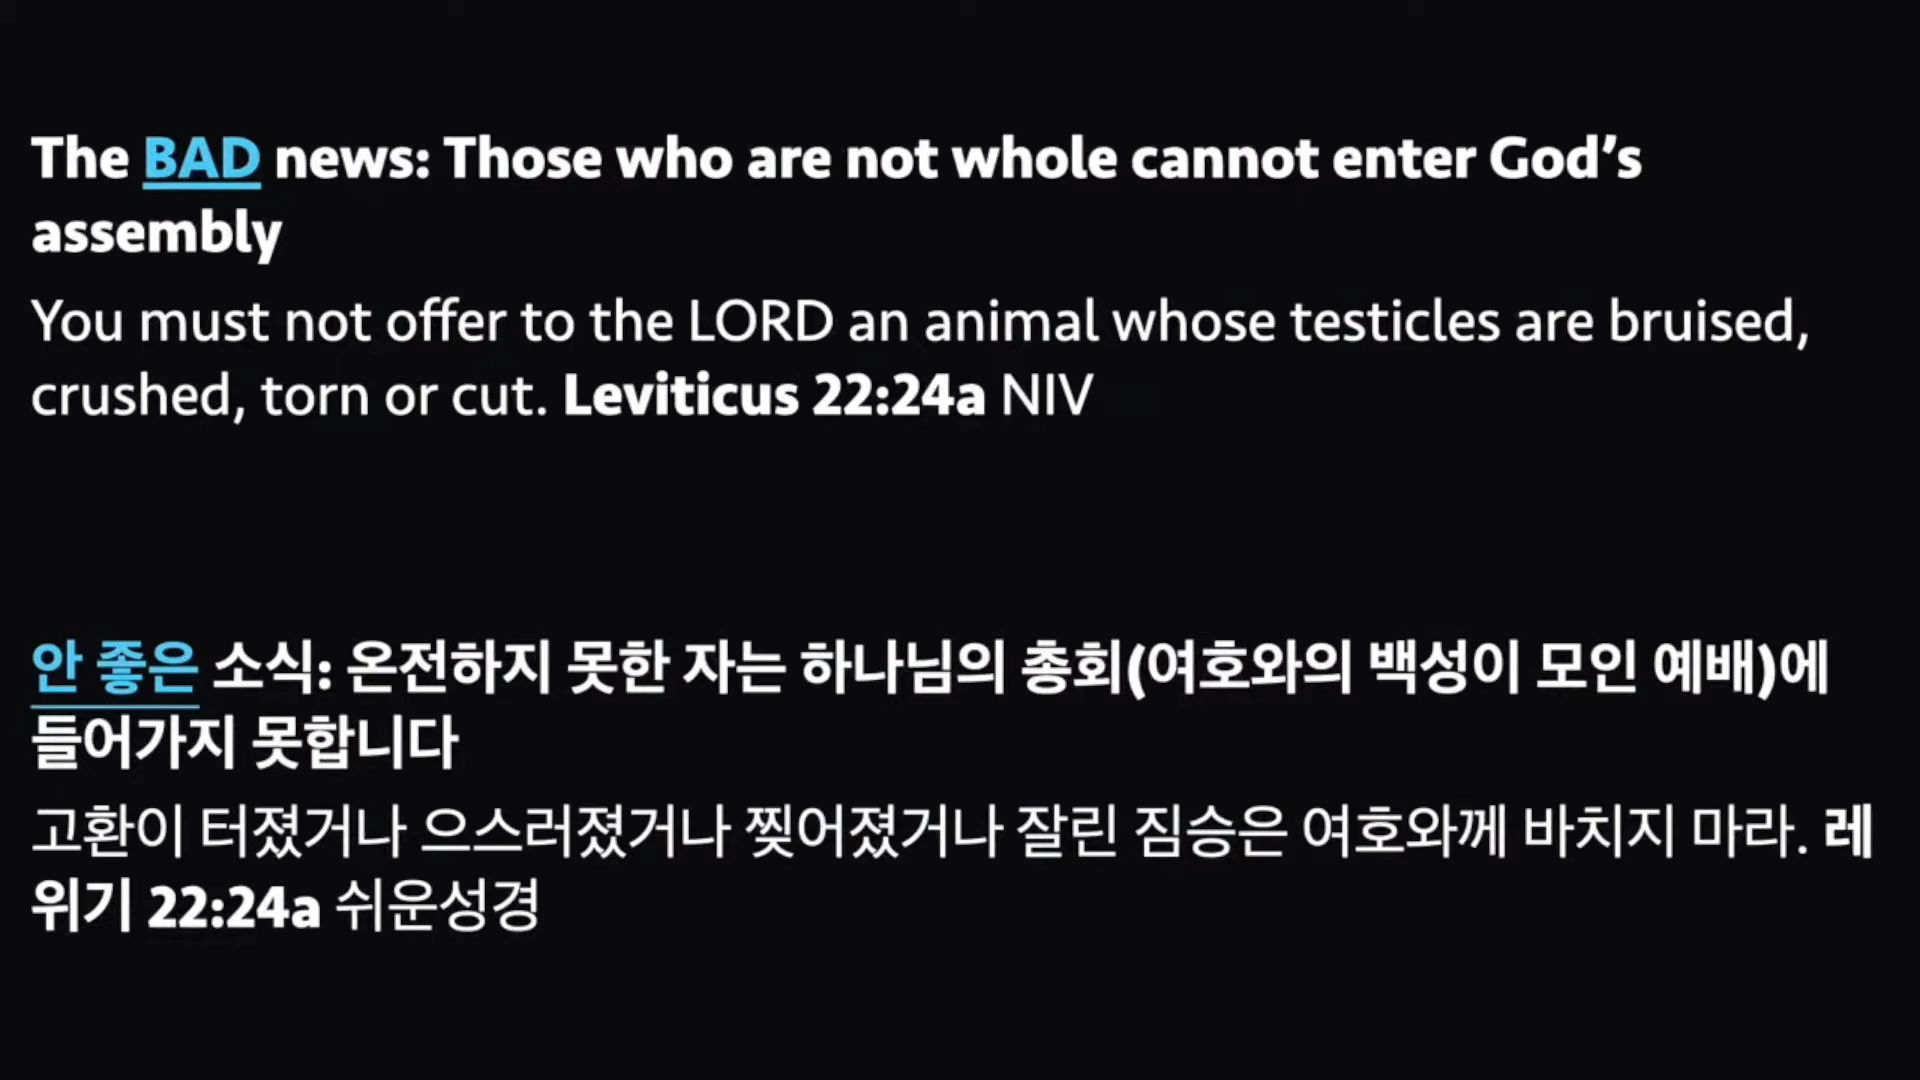 The BAD news: Those who are not whole cannot enter God’s
assembly
You must not offer to the LORD an animal whose testicles are bruised,
crushed, torn or cut. Leviticus 22:24a NIV
안 좋은 소식: 온전하지 못한 자는 하나님의 총회(여호와의 백성이 모인 예배)에
들어가지 못합니다
고환이 터졌거나 으스러졌거나 찢어졌거나 잘린 짐승은 여호와께 바치지 마라. 레
위기 22:24a 쉬운성경